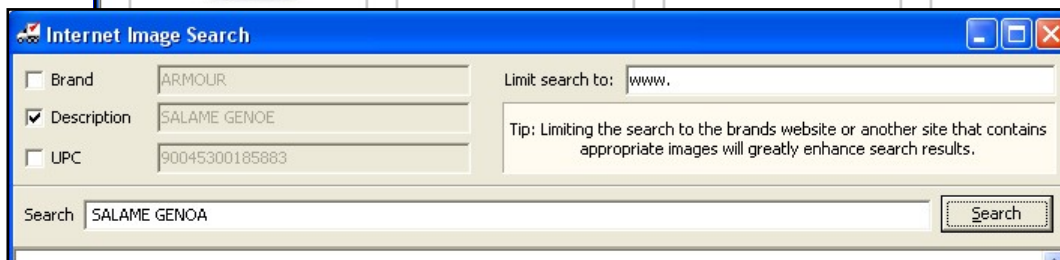 Internet Image Search
Brand ARMOUR Limit search to: www.
Description SALAME GENOE
Tip: Limiting the search to the brands website or another site that contains
appropriate images will greatly enhance search results.
UPC 90045300185883
Search SALAME GENOA Search